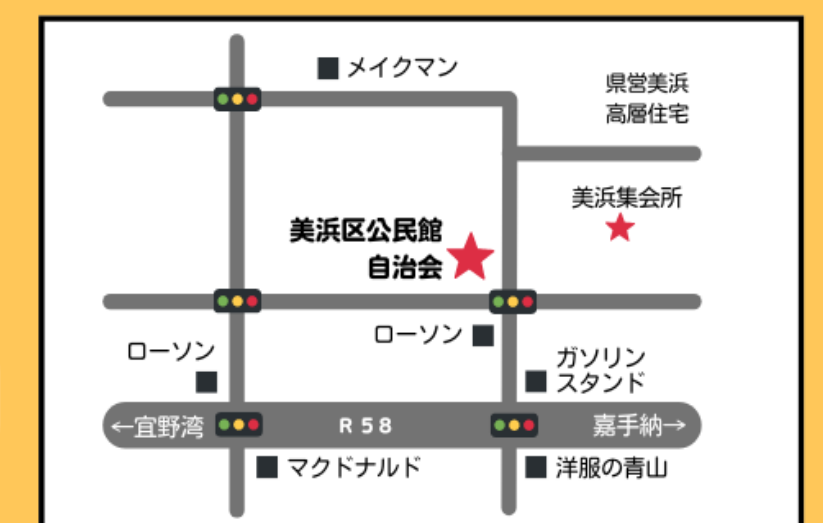 メイクマン
県営美浜
高層住宅
美浜集会所
美浜区公民館
自治会
ローソン
ローソン
ガソリン
スタンド
←宜野湾
R58
嘉手納→
マクドナルド
洋服の青山